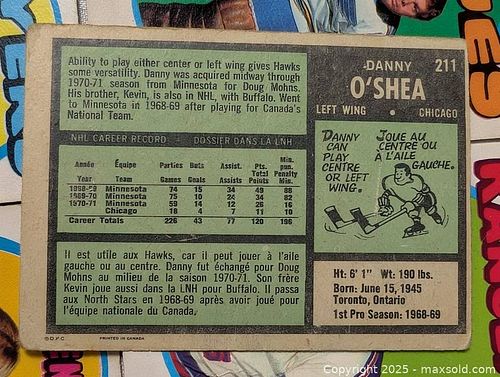 Ability to play either center or left wing gives Hawks
some versatility. Danny was acquired midway through
1970-71 season from Minnesota for Doug Mohns.
His brother, Kevin, is also in NHL, with Buffalo. Went
to Minnesota in 1968-69 after playing for Canada's
National Team.
DANNY 211
O'SHEA
LEFT WING • CHICAGO
NHL CAREER RECORD DOSSIER DANS LA LNH
Année Équipe Parties Buts Assist. Pts. Min. pun.
Year Team Games Goals Assist. Total Points Penalty Min.
1968-69 Minnesota 74 15 34 49 88
1969-70 Minnesota 75 10 24 34 82
1970-71 Minnesota 59 14 12 26 16
Chicago 18 4 7 11 10
Career Totals 226 43 77 120 196
DANNY
CAN
PLAY
CENTRE
OR LEFT
WING.
JOUE AU
CENTRE OU
À L'AILE
GAUCHE.
Il est utile aux Hawks, car il peut jouer à l'aile
gauche ou au centre. Danny fut échangé pour Doug
Mohns au milieu de la saison 1970-71. Son frère
Kevin joue aussi dans la LNH pour Buffalo. Il passa
aux North Stars en 1968-69 après avoir joué pour
l'équipe nationale du Canada.
Ht: 6' 1" Wt: 190 lbs.
Born: June 15, 1945
Toronto, Ontario
1st Pro Season: 1968-69
©O.P.C. PRINTED IN CANADA
Copyright © 2025 - maxsold.com